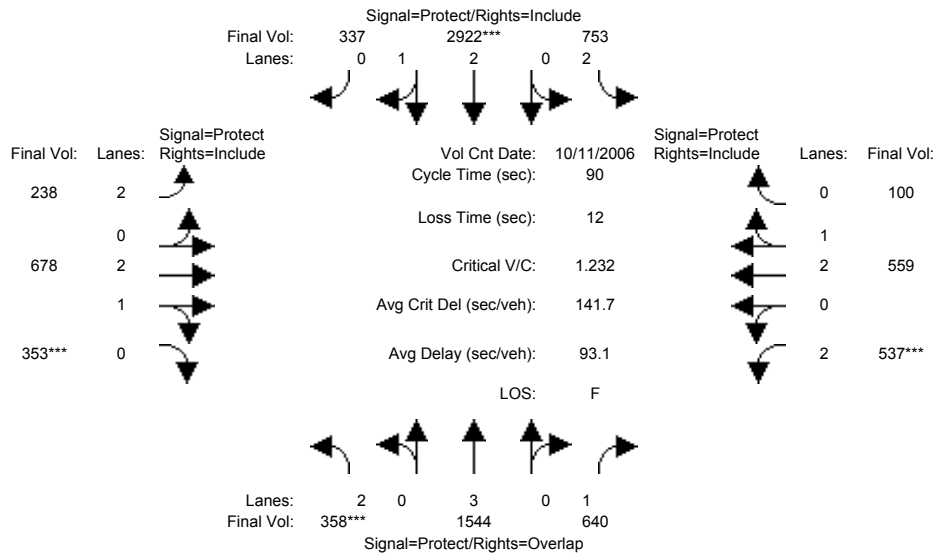 Signal=Protect/Rights=Include
Final Vol: 337 2922*** 753
Lanes: 0 1 2 0 2
Signal=Protect
Final Vol: Lanes: Rights=Include
Vol Cnt Date: 10/11/2006
Signal=Protect
Rights=Include Lanes: Final Vol:
Cycle Time (sec): 90
238 2
0 100
Loss Time (sec): 12
0
1
678 2
Critical V/C: 1.232
2 559
1
Avg Crit Del (sec/veh): 141.7
0
353*** 0
Avg Delay (sec/veh): 93.1
2 537***
LOS: F
Lanes: 2 0 3 0 1
Final Vol: 358*** 1544 640
Signal=Protect/Rights=Overlap